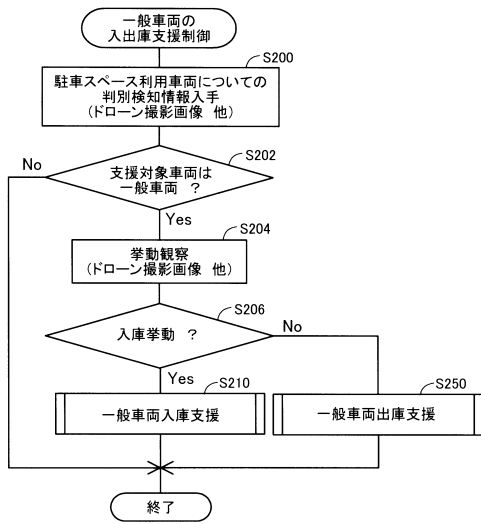 一般車両の
入出庫支援制御
S200
駐車スペース利用車両についての
判別検知情報入手
(ドローン撮影画像 他)
S202
No
支援対象車両は
一般車両 ?
Yes
S204
挙動観察
(ドローン撮影画像 他)
S206
入庫挙動 ?
No
Yes
S210
一般車両入庫支援
S250
一般車両出庫支援
終了